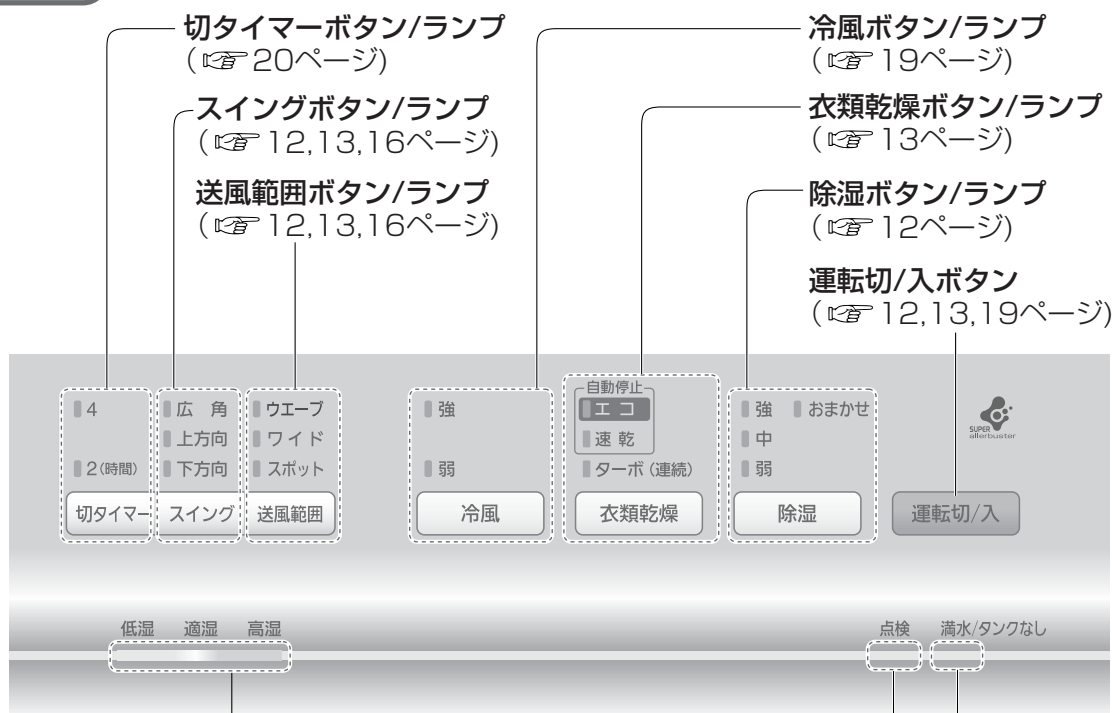 切タイマーボタン/ランプ
(☞20ページ)
スイングボタン/ランプ
(☞12,13,16ページ)
送風範囲ボタン/ランプ
(☞12,13,16ページ)
冷風ボタン/ランプ
(☞19ページ)
衣類乾燥ボタン/ランプ
(☞13ページ)
除湿ボタン/ランプ
(☞12ページ)
運転切/入ボタン
(☞12,13,19ページ)
4
2(時間)
切タイマー
広 角
上方向
下方向
スイング
ウエーブ
ワイド
スポット
送風範囲
強
弱
冷風
自動停止
エコ
速乾
ターボ(連続)
衣類乾燥
強 おまかせ
中
弱
除湿
SUPER
allerbuster
運転切/入
低湿 適湿 高湿
点検 満水/タンクなし